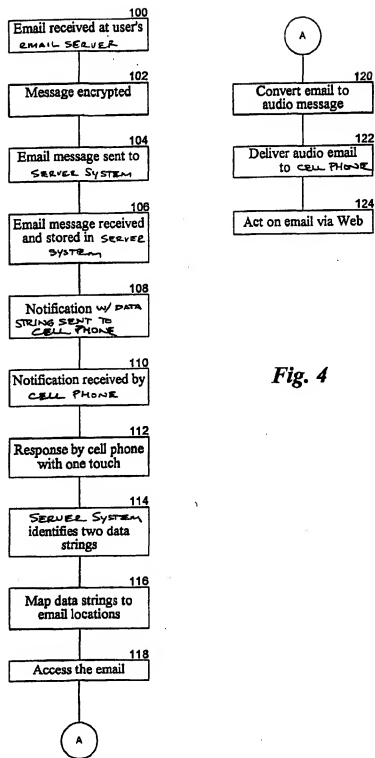 100
Email received at user's
EMAIL SERVER
102
Message encrypted
104
Email message sent to
SERVER SYSTEM
106
Email message received
and stored in SERVER
SYSTEM
108
Notification w/ DATA
STRING SENT TO
CELL PHONE
110
Notification received by
CELL PHONE
112
Response by cell phone
with one touch
114
SERVER SYSTEM
identifies two data
strings
116
Map data strings to
email locations
118
Access the email
A
A
120
Convert email to
audio message
122
Deliver audio email
to CELL PHONE
124
Act on email via Web
Fig. 4